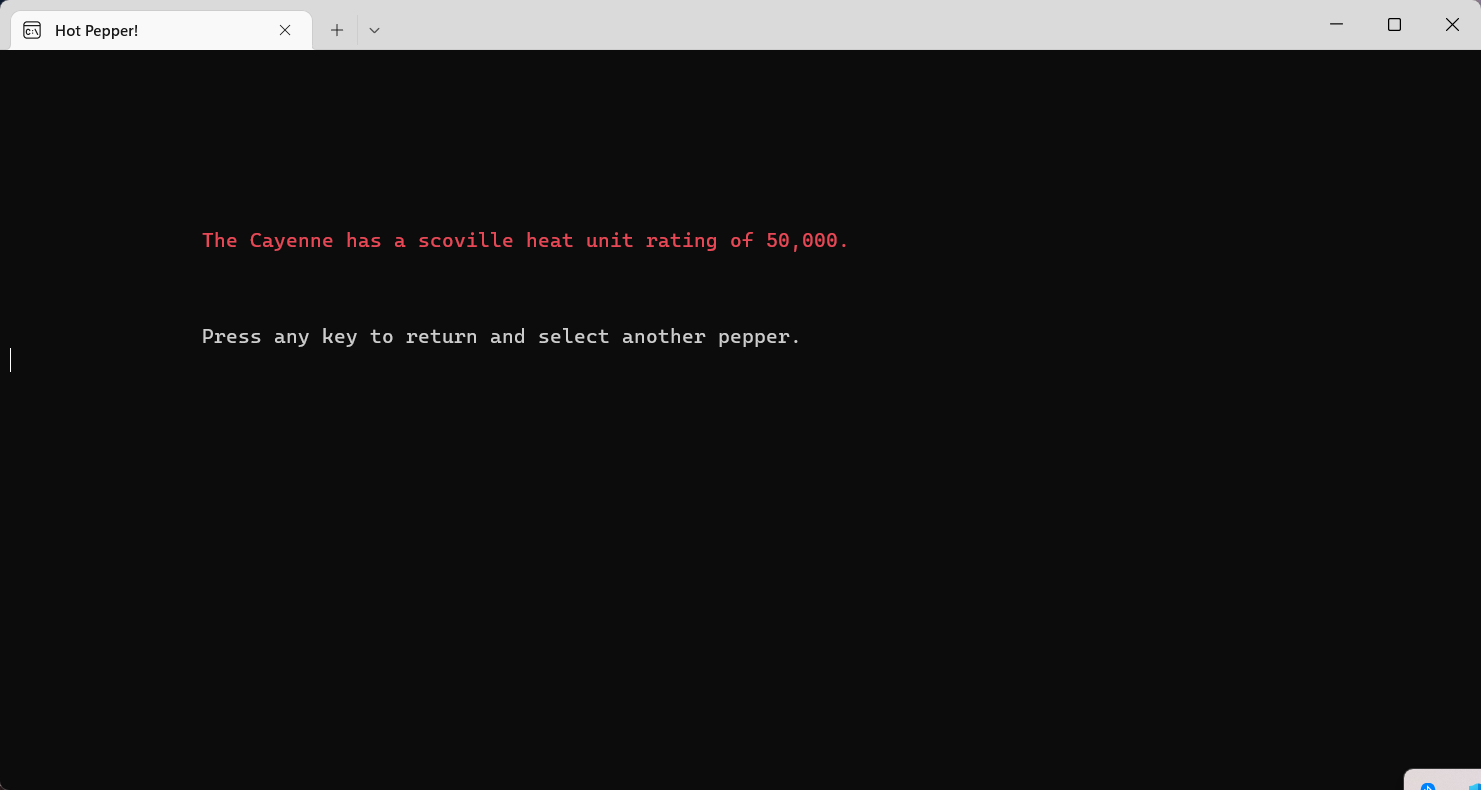 Hot Pepper!
The Cayenne has a scoville heat unit rating of 50,000.
Press any key to return and select another pepper.